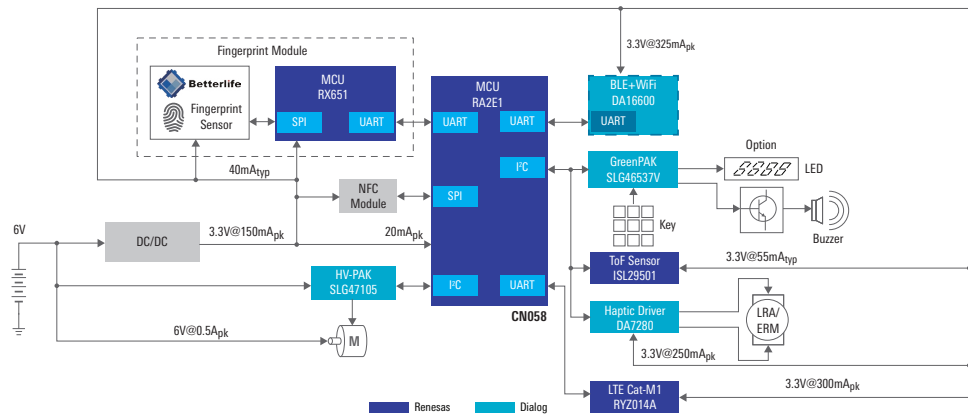 3.3V@325mApk
Fingerprint Module
Betterlife
Fingerprint
Sensor
MCU
RX651
SPI
UART
MCU
RA2E1
UART
UART
I²C
SPI
I²C
UART
CN058
BLE+WiFi
DA16600
UART
GreenPAK
SLG46537V
Option
8888
LED
Key
Buzzer
40mAtyp
NFC
Module
6V
DC/DC
3.3V@150mApk
20mApk
ToF Sensor
ISL29501
3.3V@55mAtyp
HV-PAK
SLG47105
Haptic Driver
DA7280
LRA/
ERM
6V@0.5Apk
M
3.3V@250mApk
LTE Cat-M1
RYZ014A
3.3V@300mApk
Renesas
Dialog